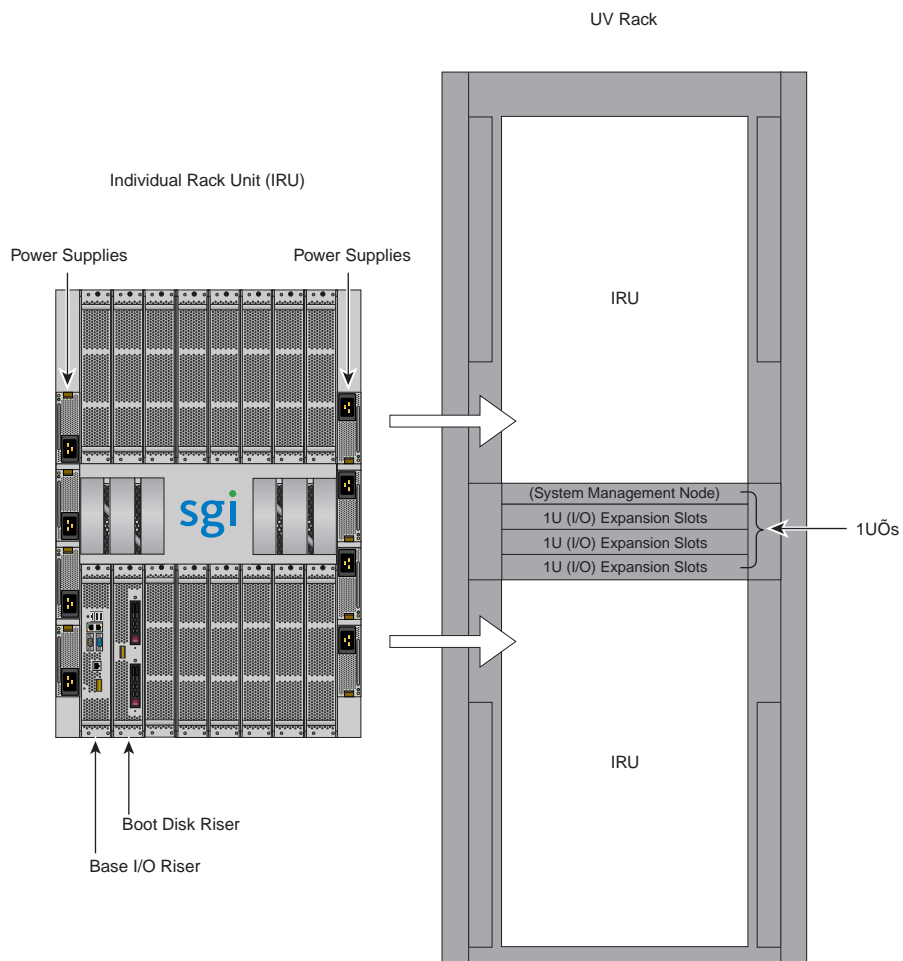 UV Rack
Individual Rack Unit (IRU)
Power Supplies
Power Supplies
IRU
sgi
(System Management Node)
1U (I/O) Expansion Slots
1U (I/O) Expansion Slots
1U (I/O) Expansion Slots
1UÕs
IRU
Boot Disk Riser
Base I/O Riser